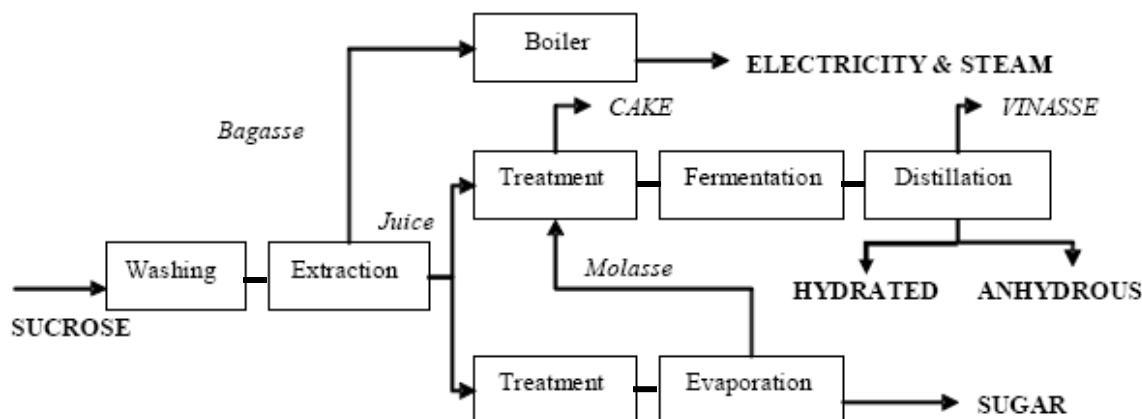 Boiler
ELECTRICITY & STEAM
Bagasse
CAKE
VINASSE
Treatment
Fermentation
Distillation
Juice
Washing
Extraction
Molasse
HYDRATED
ANHYDROUS
SUCROSE
Treatment
Evaporation
SUGAR